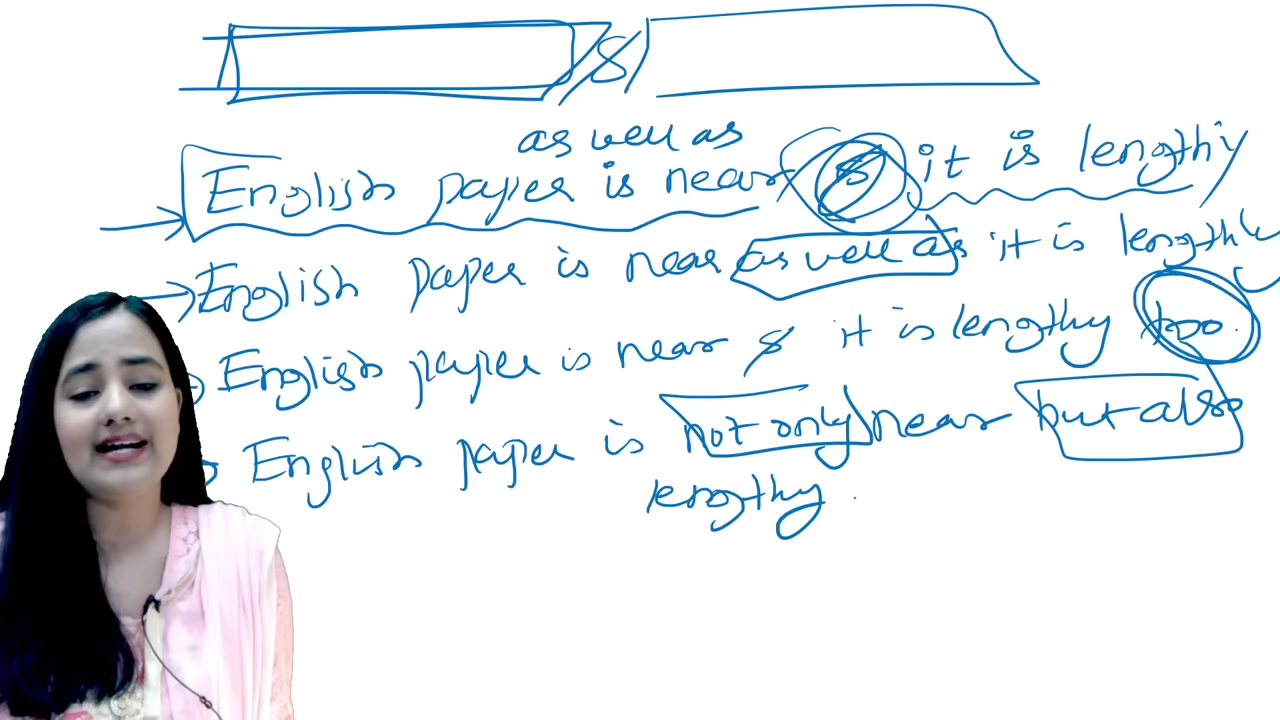 &
as well as
English paper is near & it is lengthy
English paper is near as well as it is lengthy
English paper is near & it is lengthy too.
English paper is not only near but also
lengthy.